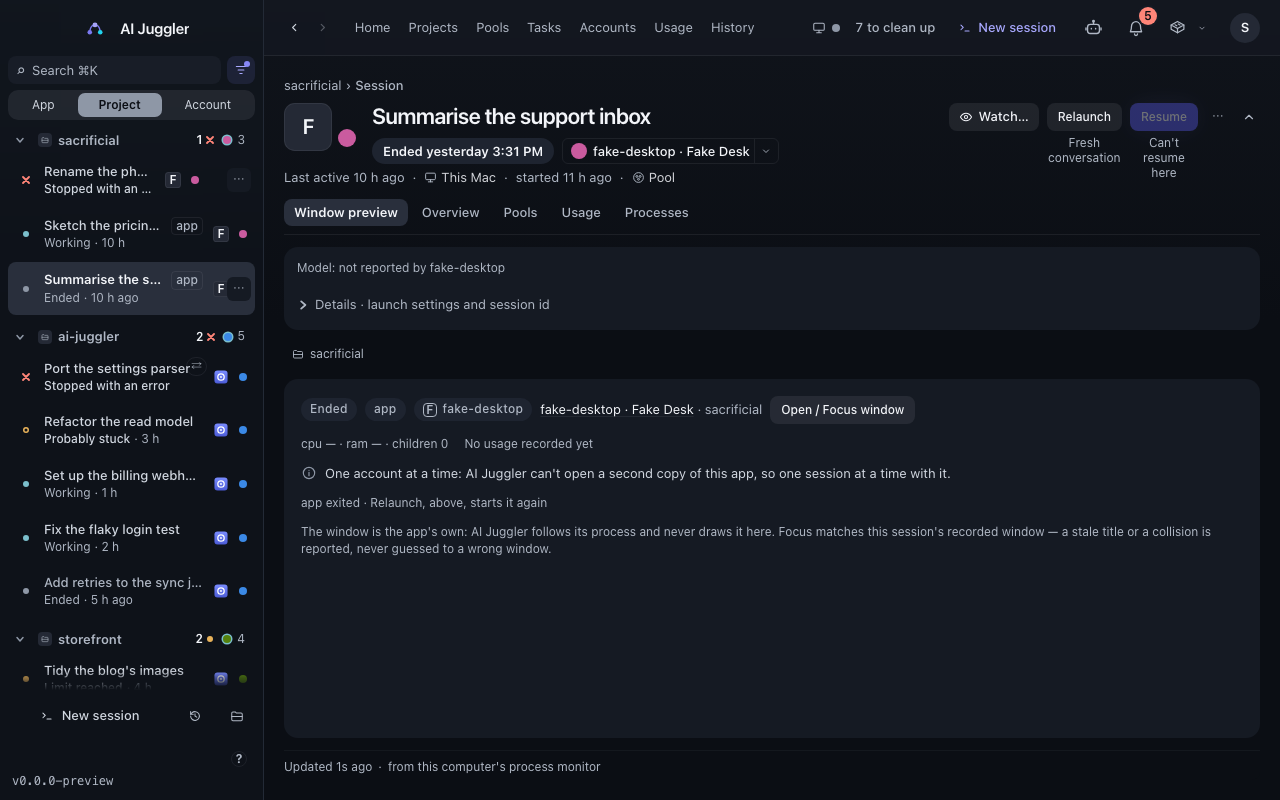 AI Juggler
Search ⌘K
App Project Account
sacrificial 1 3
Rename the ph... F
Stopped with an ...
Sketch the pricin... app F
Working · 10 h
Summarise the s... app F
Ended · 10 h ago
ai-juggler 2 5
Port the settings parser
Stopped with an error
Refactor the read model
Probably stuck · 3 h
Set up the billing webh...
Working · 1 h
Fix the flaky login test
Working · 2 h
Add retries to the sync j...
Ended · 5 h ago
storefront 2 4
Tidy the blog's images
Limit reached · 4 h
New session
?
v0.0.0-preview
Home Projects Pools Tasks Accounts Usage History 7 to clean up New session 5 S
sacrificial › Session
F
Summarise the support inbox
Ended yesterday 3:31 PM fake-desktop · Fake Desk
Last active 10 h ago · This Mac · started 11 h ago · Pool
Watch... Relaunch Resume ...
Fresh conversation
Can't resume here
Window preview Overview Pools Usage Processes
Model: not reported by fake-desktop
Details · launch settings and session id
sacrificial
Ended app F fake-desktop fake-desktop · Fake Desk · sacrificial Open / Focus window
cpu — · ram — · children 0 No usage recorded yet
One account at a time: AI Juggler can't open a second copy of this app, so one session at a time with it.
app exited · Relaunch, above, starts it again
The window is the app's own: AI Juggler follows its process and never draws it here. Focus matches this session's recorded window — a stale title or a collision is
reported, never guessed to a wrong window.
Updated 1s ago · from this computer's process monitor